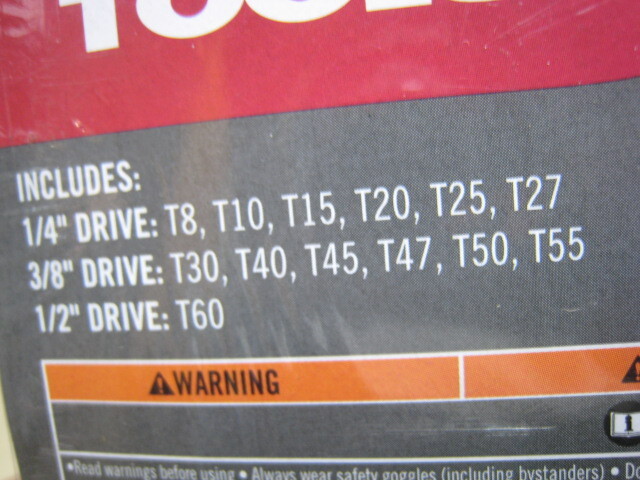 INCLUDES:
1/4" DRIVE: T8, T10, T15, T20, T25, T27
3/8" DRIVE: T30, T40, T45, T47, T50, T55
1/2" DRIVE: T60
WARNING
•Read warnings before using • Always wear safety goggles (including bystanders) • Do